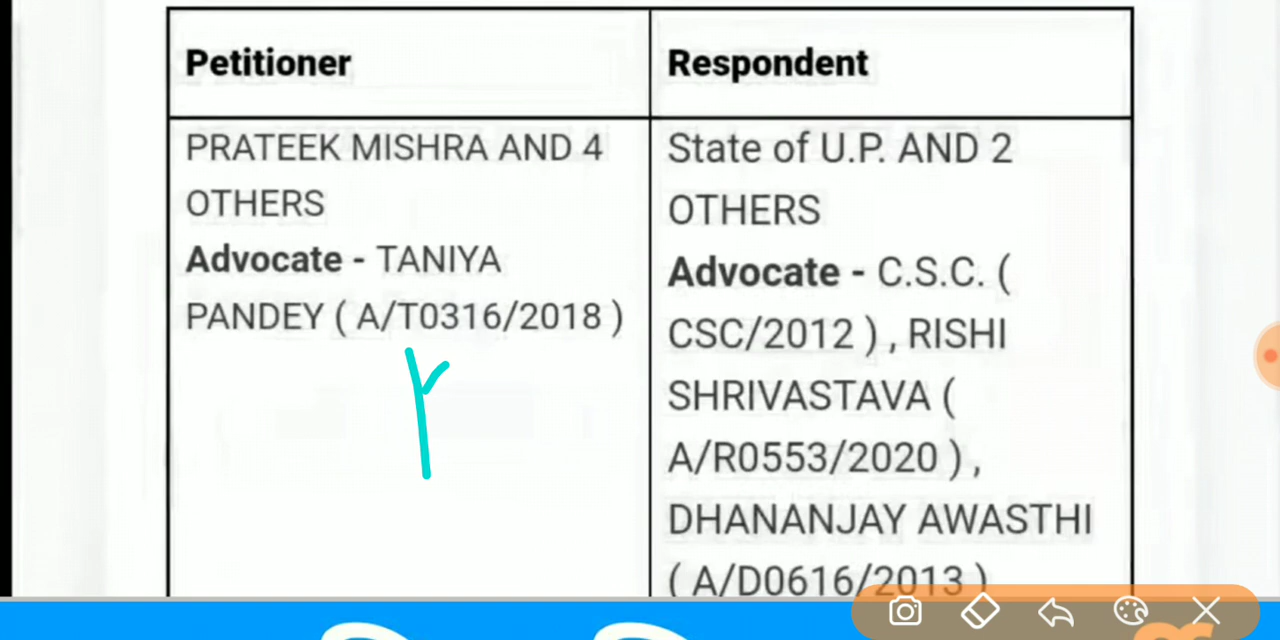 Petitioner
Respondent
PRATEEK MISHRA AND 4
OTHERS
Advocate - TANIYA
PANDEY ( A/T0316/2018 )
State of U.P. AND 2
OTHERS
Advocate - C.S.C. (
CSC/2012 ) , RISHI
SHRIVASTAVA (
A/R0553/2020 ) ,
DHANANJAY AWASTHI
( A/D0616/2013 )